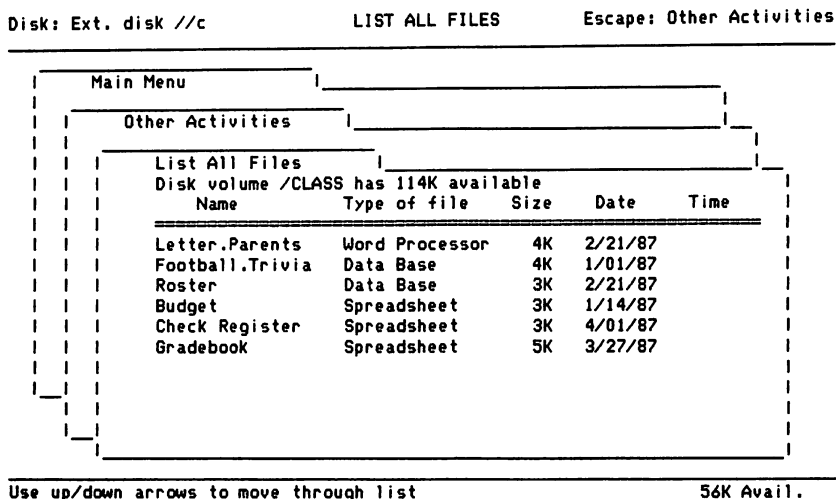 Disk: Ext. disk //c LIST ALL FILES Escape: Other Activities
Main Menu
Other Activities
List All Files
Disk volume /CLASS has 114K available
Name Type of file Size Date Time
Letter.Parents Word Processor 4K 2/21/87
Football.Trivia Data Base 4K 1/01/87
Roster Data Base 3K 2/21/87
Budget Spreadsheet 3K 1/14/87
Check Register Spreadsheet 3K 4/01/87
Gradebook Spreadsheet 5K 3/27/87
Use up/down arrows to move through list 56K Avail.